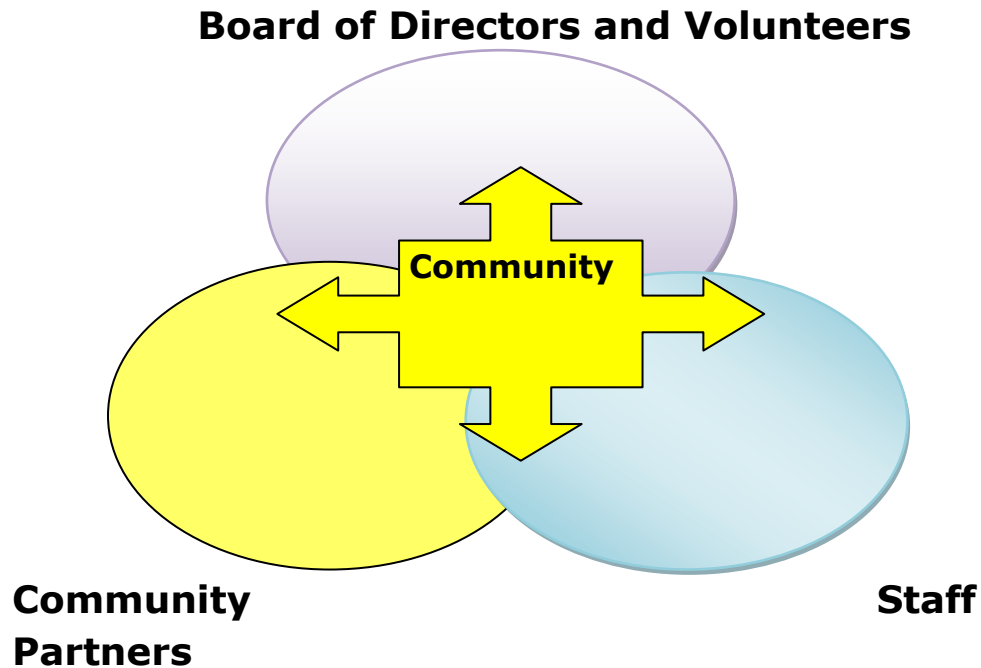 Board of Directors and Volunteers
Community
Community
Partners
Staff